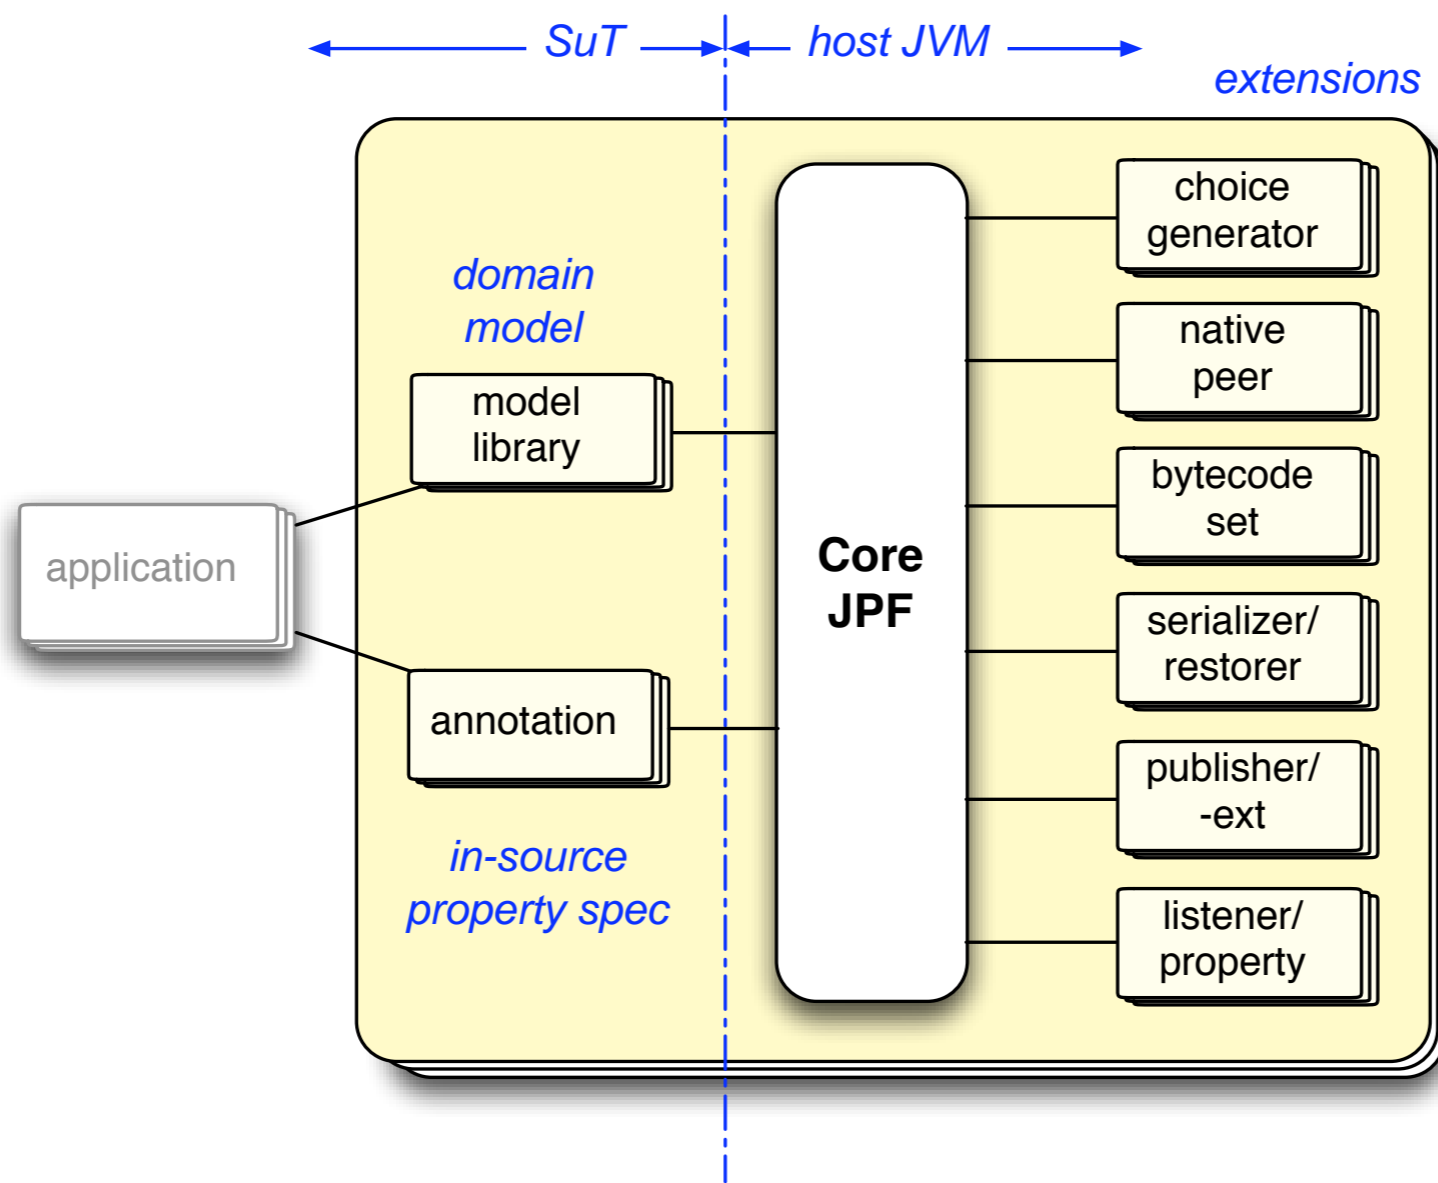 SuT
host JVM
extensions
domain
model
model
library
application
annotation
in-source
property spec
Core
JPF
choice
generator
native
peer
bytecode
set
serializer/
restorer
publisher/
-ext
listener/
property